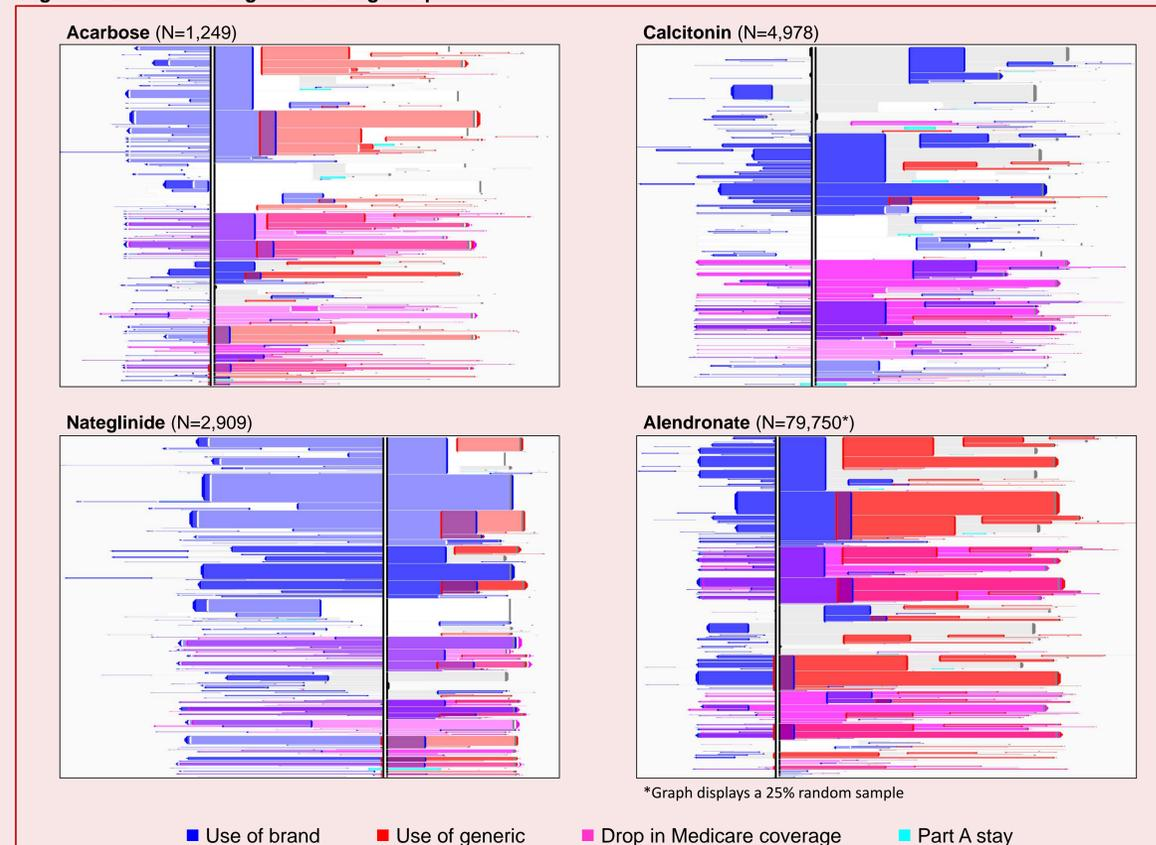 Acarbose (N=1,249)
Calcitonin (N=4,978)
Nateglinide (N=2,909)
Alendronate (N=79,750*)
*Graph displays a 25% random sample
Use of brand
Use of generic
Drop in Medicare coverage
Part A stay